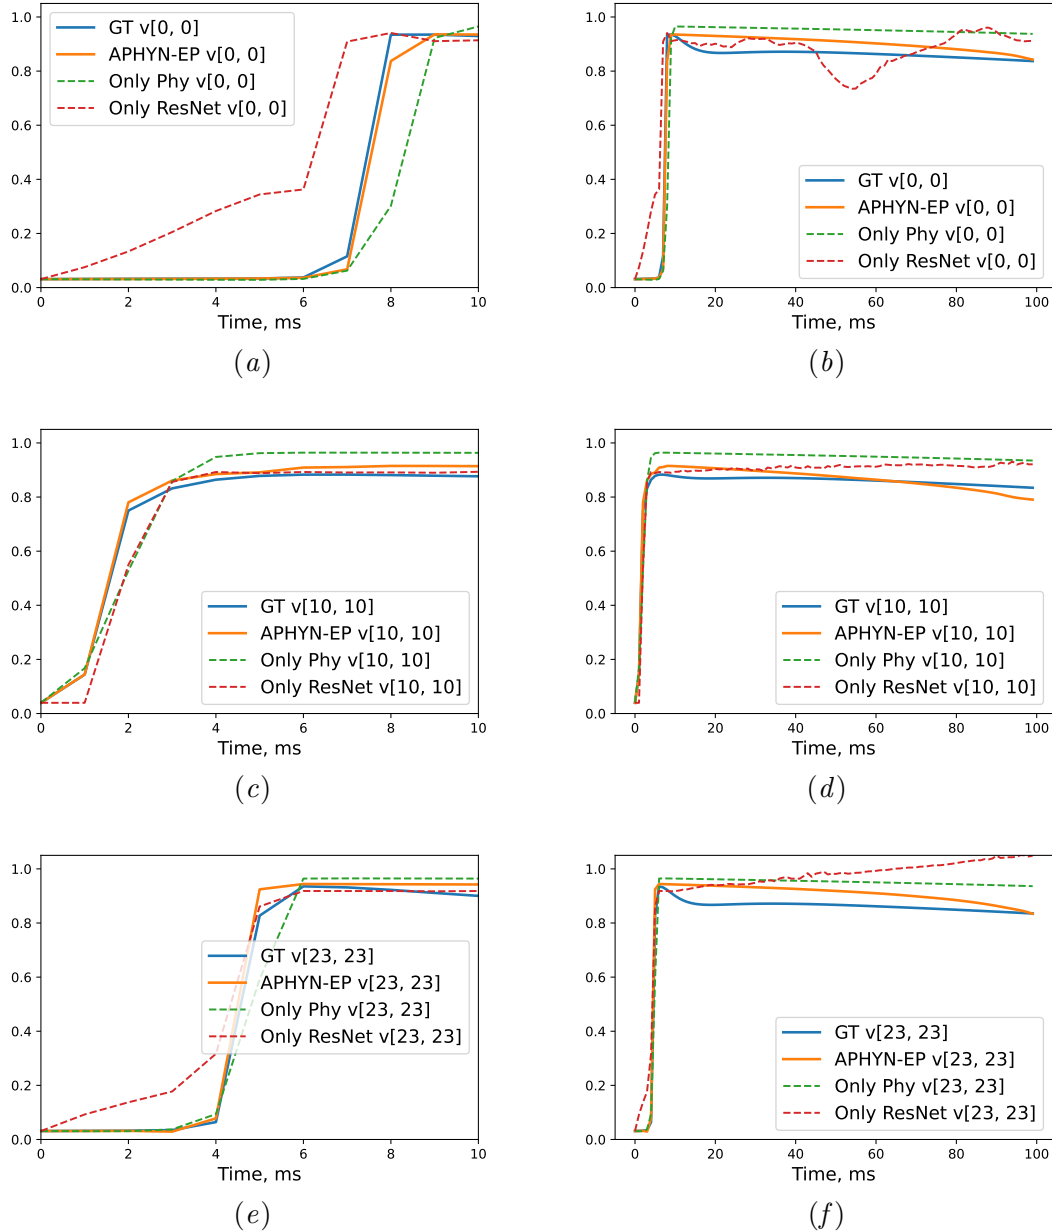 1.0
0.8
0.6
0.4
0.2
0.0
GT v[0, 0]
APHYN-EP v[0, 0]
Only Phy v[0, 0]
Only ResNet v[0, 0]
0 2 4 6 8 10
Time, ms
(a)
1.0
0.8
0.6
0.4
0.2
0.0
GT v[0, 0]
APHYN-EP v[0, 0]
Only Phy v[0, 0]
Only ResNet v[0, 0]
0 20 40 60 80 100
Time, ms
(b)
1.0
0.8
0.6
0.4
0.2
0.0
GT v[10, 10]
APHYN-EP v[10, 10]
Only Phy v[10, 10]
Only ResNet v[10, 10]
0 2 4 6 8 10
Time, ms
(c)
1.0
0.8
0.6
0.4
0.2
0.0
GT v[10, 10]
APHYN-EP v[10, 10]
Only Phy v[10, 10]
Only ResNet v[10, 10]
0 20 40 60 80 100
Time, ms
(d)
1.0
0.8
0.6
0.4
0.2
0.0
GT v[23, 23]
APHYN-EP v[23, 23]
Only Phy v[23, 23]
Only ResNet v[23, 23]
0 2 4 6 8 10
Time, ms
(e)
1.0
0.8
0.6
0.4
0.2
0.0
GT v[23, 23]
APHYN-EP v[23, 23]
Only Phy v[23, 23]
Only ResNet v[23, 23]
0 20 40 60 80 100
Time, ms
(f)